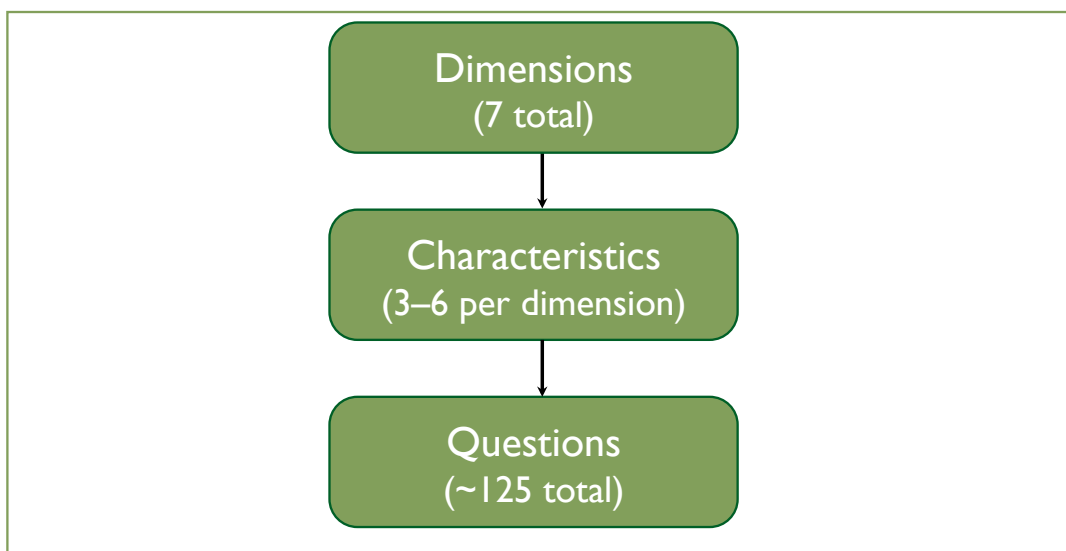 Dimensions
(7 total)
Characteristics
(3–6 per dimension)
Questions
(~125 total)